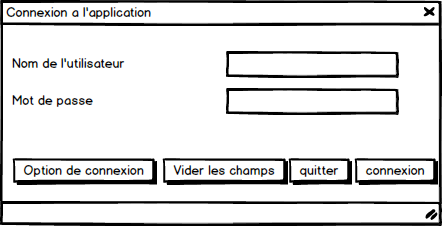 Connexion a l'application
Nom de l'utilisateur
Mot de passe
Option de connexion Vider les champs quitter connexion